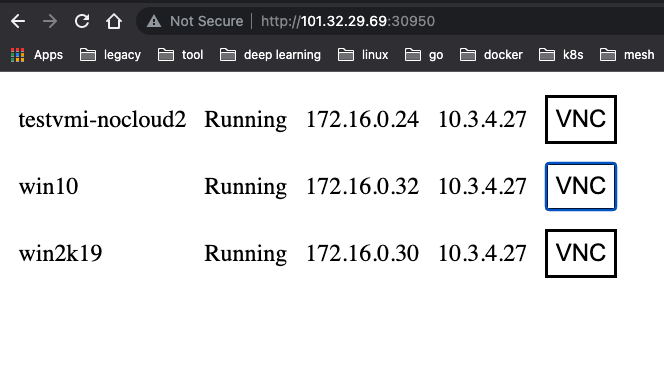 Not Secure | http://101.32.29.69:30950
Apps legacy tool deep learning linux go docker k8s mesh
testvmi-nocloud2 Running 172.16.0.24 10.3.4.27 VNC
win10 Running 172.16.0.32 10.3.4.27 VNC
win2k19 Running 172.16.0.30 10.3.4.27 VNC